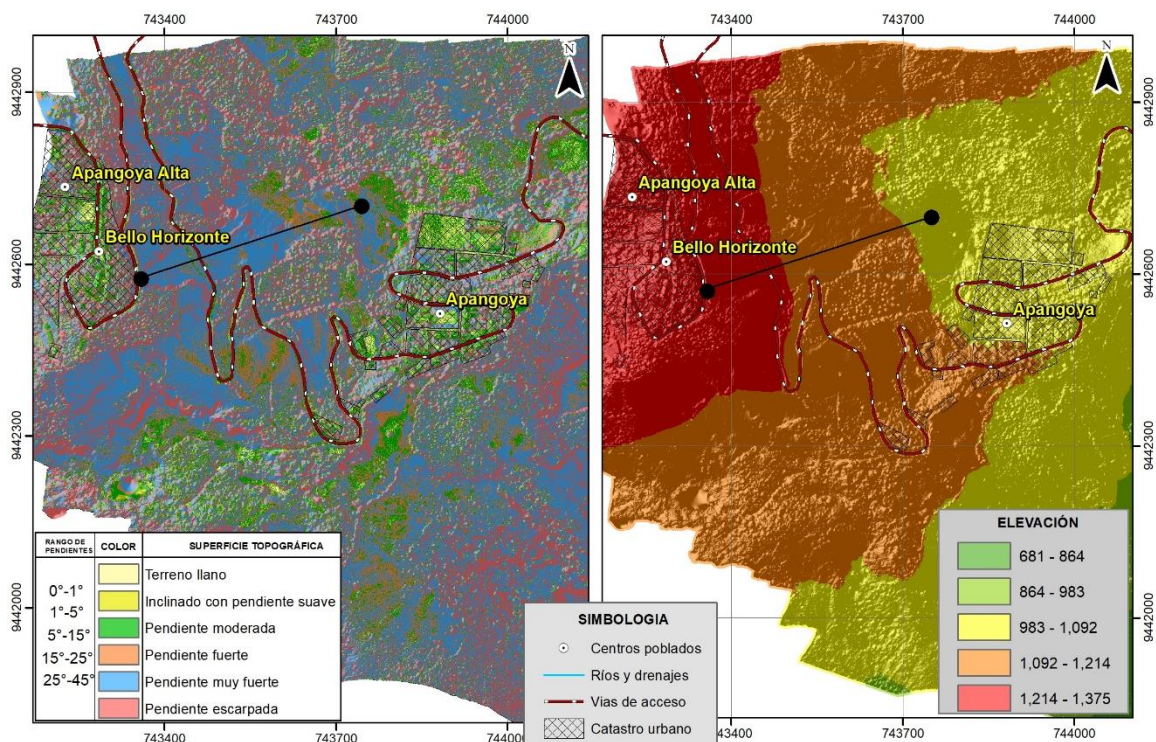 743400
743700
744000
743400
743700
744000
N
N
9442900
9442600
9442300
9442000
9442900
9442600
9442300
9442000
Apangoya Alta
Bello Horizonte
Apangoya
Apangoya Alta
Bello Horizonte
Apangoya
RANGO DE PENDIENTES
COLOR
SUPERFICIE TOPOGRÁFICA
0°-1°
1°-5°
5°-15°
15°-25°
25°-45°
Terreno llano
Inclinado con pendiente suave
Pendiente moderada
Pendiente fuerte
Pendiente muy fuerte
Pendiente escarpada
SIMBOLOGIA
Centros poblados
Ríos y drenajes
Vias de acceso
Catastro urbano
ELEVACIÓN
681 - 864
864 - 983
983 - 1,092
1,092 - 1,214
1,214 - 1,375
743400
743700
744000
743400
743700
744000